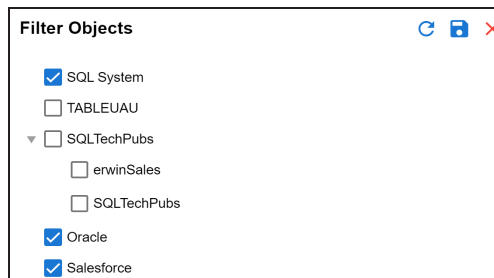 Filter Objects
SQL System
TABLEUAU
SQLTechPubs
erwinSales
SQLTechPubs
Oracle
Salesforce